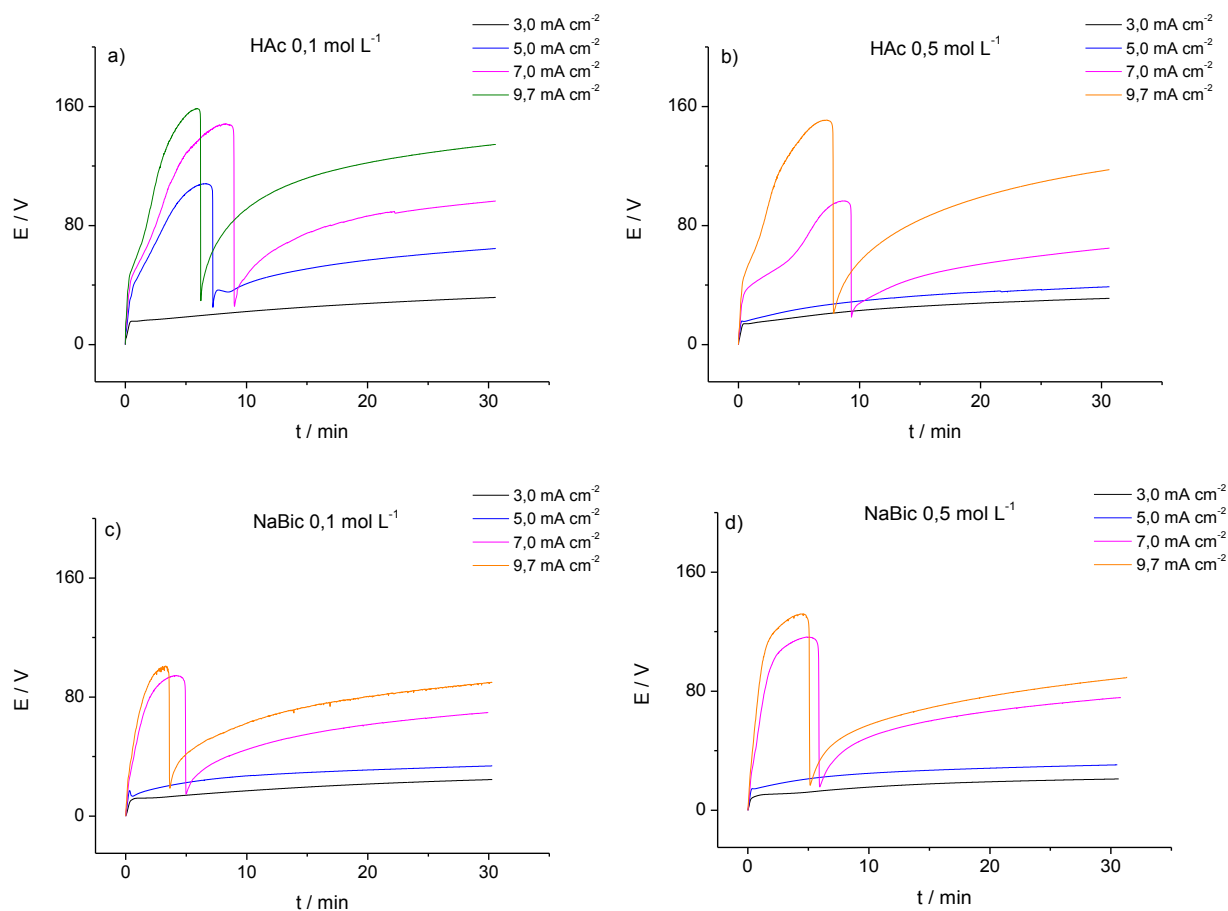 a)
HAc 0,1 mol L⁻¹
3,0 mA cm⁻²
5,0 mA cm⁻²
7,0 mA cm⁻²
9,7 mA cm⁻²
E / V
160
80
0
0
10
20
30
t / min
b)
HAc 0,5 mol L⁻¹
3,0 mA cm⁻²
5,0 mA cm⁻²
7,0 mA cm⁻²
9,7 mA cm⁻²
E / V
160
80
0
0
10
20
30
t / min
c)
NaBic 0,1 mol L⁻¹
3,0 mA cm⁻²
5,0 mA cm⁻²
7,0 mA cm⁻²
9,7 mA cm⁻²
E / V
160
80
0
0
10
20
30
t / min
d)
NaBic 0,5 mol L⁻¹
3,0 mA cm⁻²
5,0 mA cm⁻²
7,0 mA cm⁻²
9,7 mA cm⁻²
E / V
160
80
0
0
10
20
30
t / min